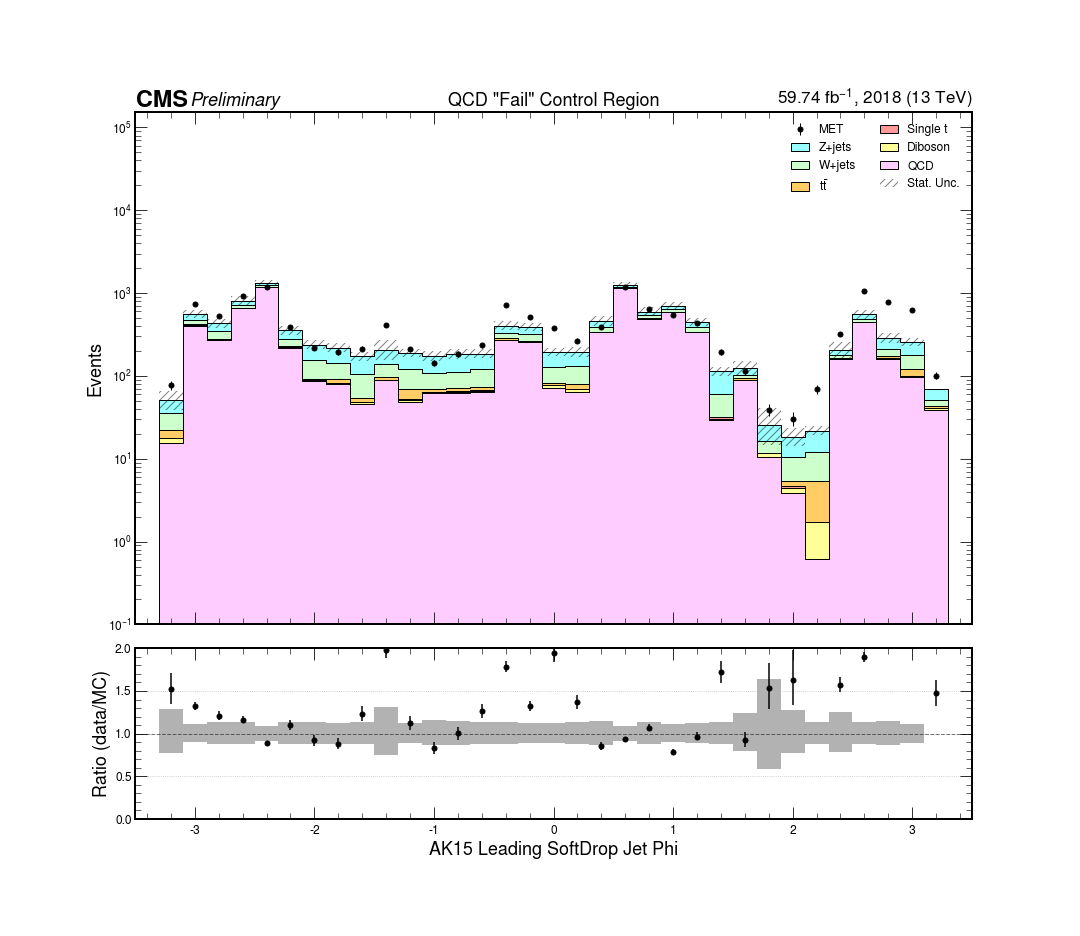 CMS Preliminary QCD "Fail" Control Region 59.74 fb⁻¹, 2018 (13 TeV)
MET Single t
Z+jets Diboson
W+jets QCD
tt̄ Stat. Unc.
Events
10⁵
10⁴
10³
10²
10¹
10⁰
10⁻¹
Ratio (data/MC)
2.0
1.5
1.0
0.5
0.0
-3 -2 -1 0 1 2 3
AK15 Leading SoftDrop Jet Phi